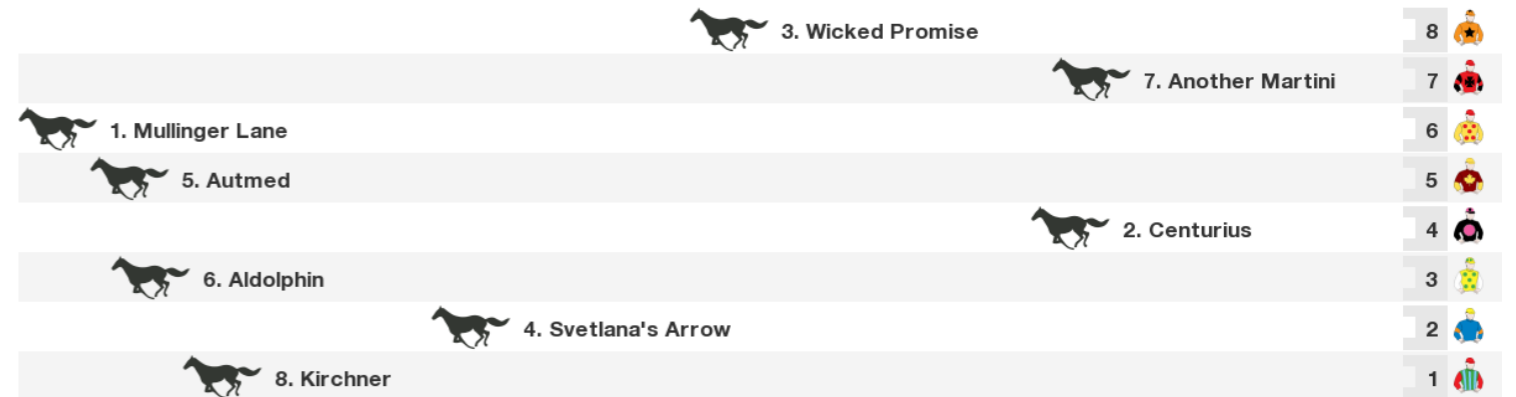 3. Wicked Promise 8
7. Another Martini 7
1. Mullinger Lane 6
5. Autmed 5
2. Centurius 4
6. Aldolphin 3
4. Svetlana's Arrow 2
8. Kirchner 1